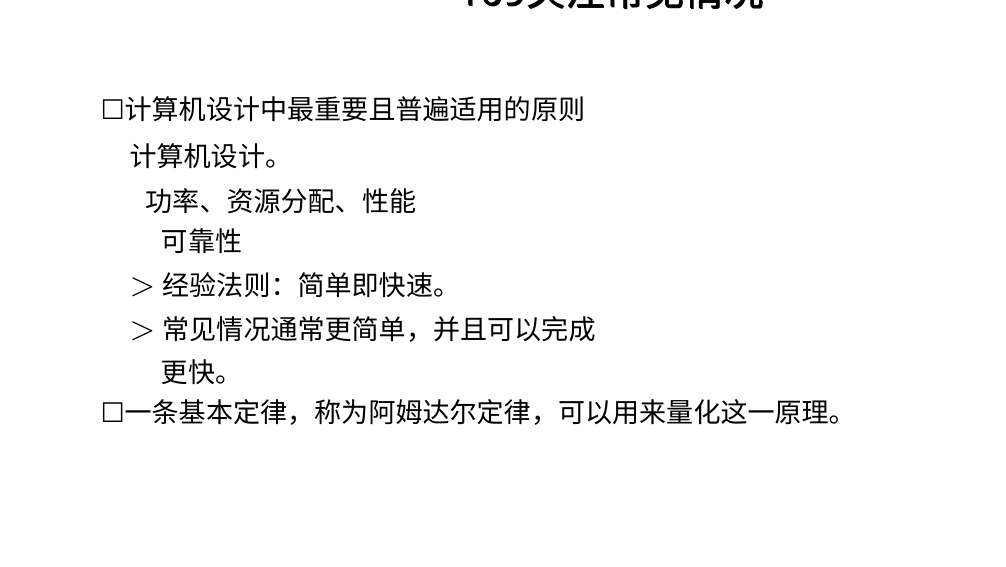 关注常见情况
☐计算机设计中最重要且普遍适用的原则
计算机设计。
功率、资源分配、性能
可靠性
> 经验法则：简单即快速。
> 常见情况通常更简单，并且可以完成
更快。
☐一条基本定律，称为阿姆达尔定律，可以用来量化这一原理。